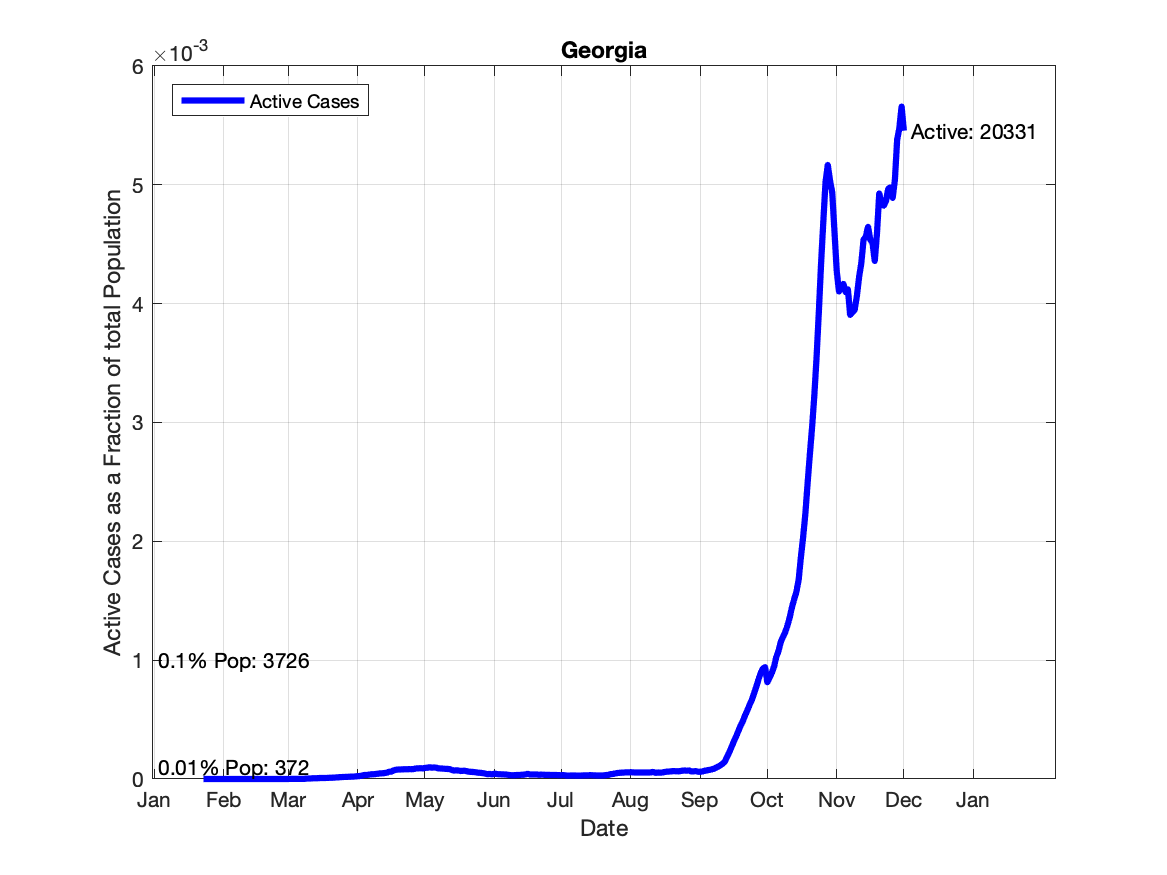 Georgia
×10-3
Active Cases
Active: 20331
6
5
4
3
2
1
0
Active Cases as a Fraction of total Population
0.1% Pop: 3726
0.01% Pop: 372
Jan Feb Mar Apr May Jun Jul Aug Sep Oct Nov Dec Jan
Date